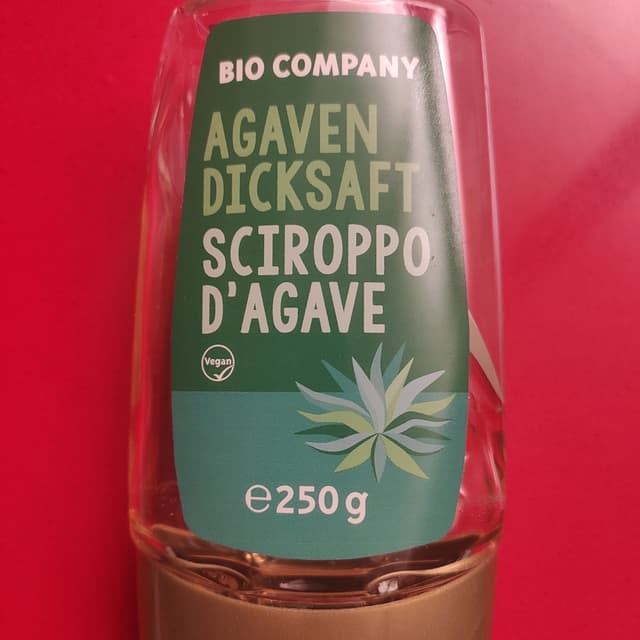 BIO COMPANY
AGAVEN
DICKSAFT
SCIROPPO
D'AGAVE
Vegan
℮250g